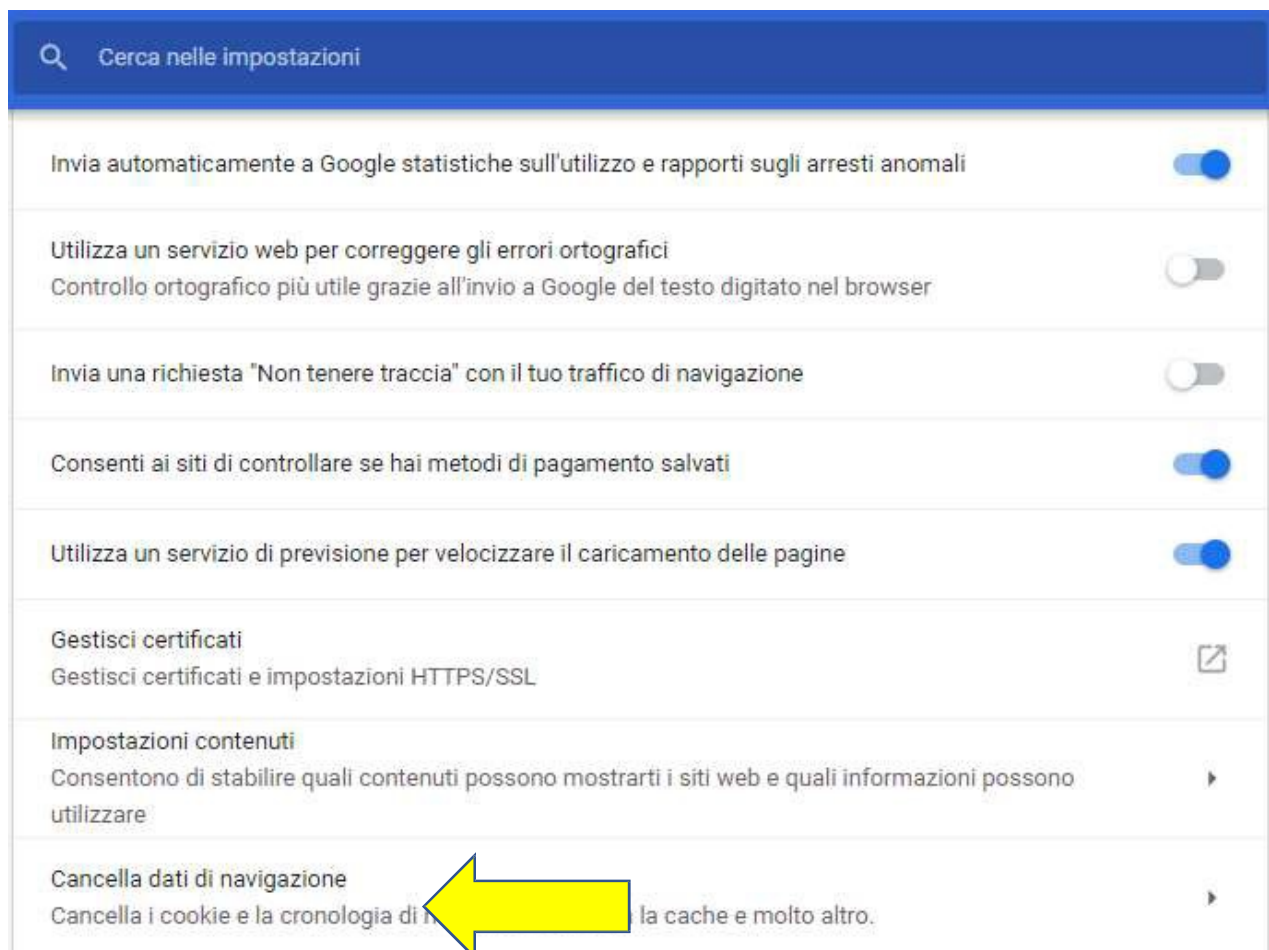 Cerca nelle impostazioni
Invia automaticamente a Google statistiche sull'utilizzo e rapporti sugli arresti anomali
Utilizza un servizio web per correggere gli errori ortografici
Controllo ortografico più utile grazie all'invio a Google del testo digitato nel browser
Invia una richiesta "Non tenere traccia" con il tuo traffico di navigazione
Consenti ai siti di controllare se hai metodi di pagamento salvati
Utilizza un servizio di previsione per velocizzare il caricamento delle pagine
Gestisci certificati
Gestisci certificati e impostazioni HTTPS/SSL
Impostazioni contenuti
Consentono di stabilire quali contenuti possono mostrarti i siti web e quali informazioni possono
utilizzare
Cancella dati di navigazione
Cancella i cookie e la cronologia di la cache e molto altro.